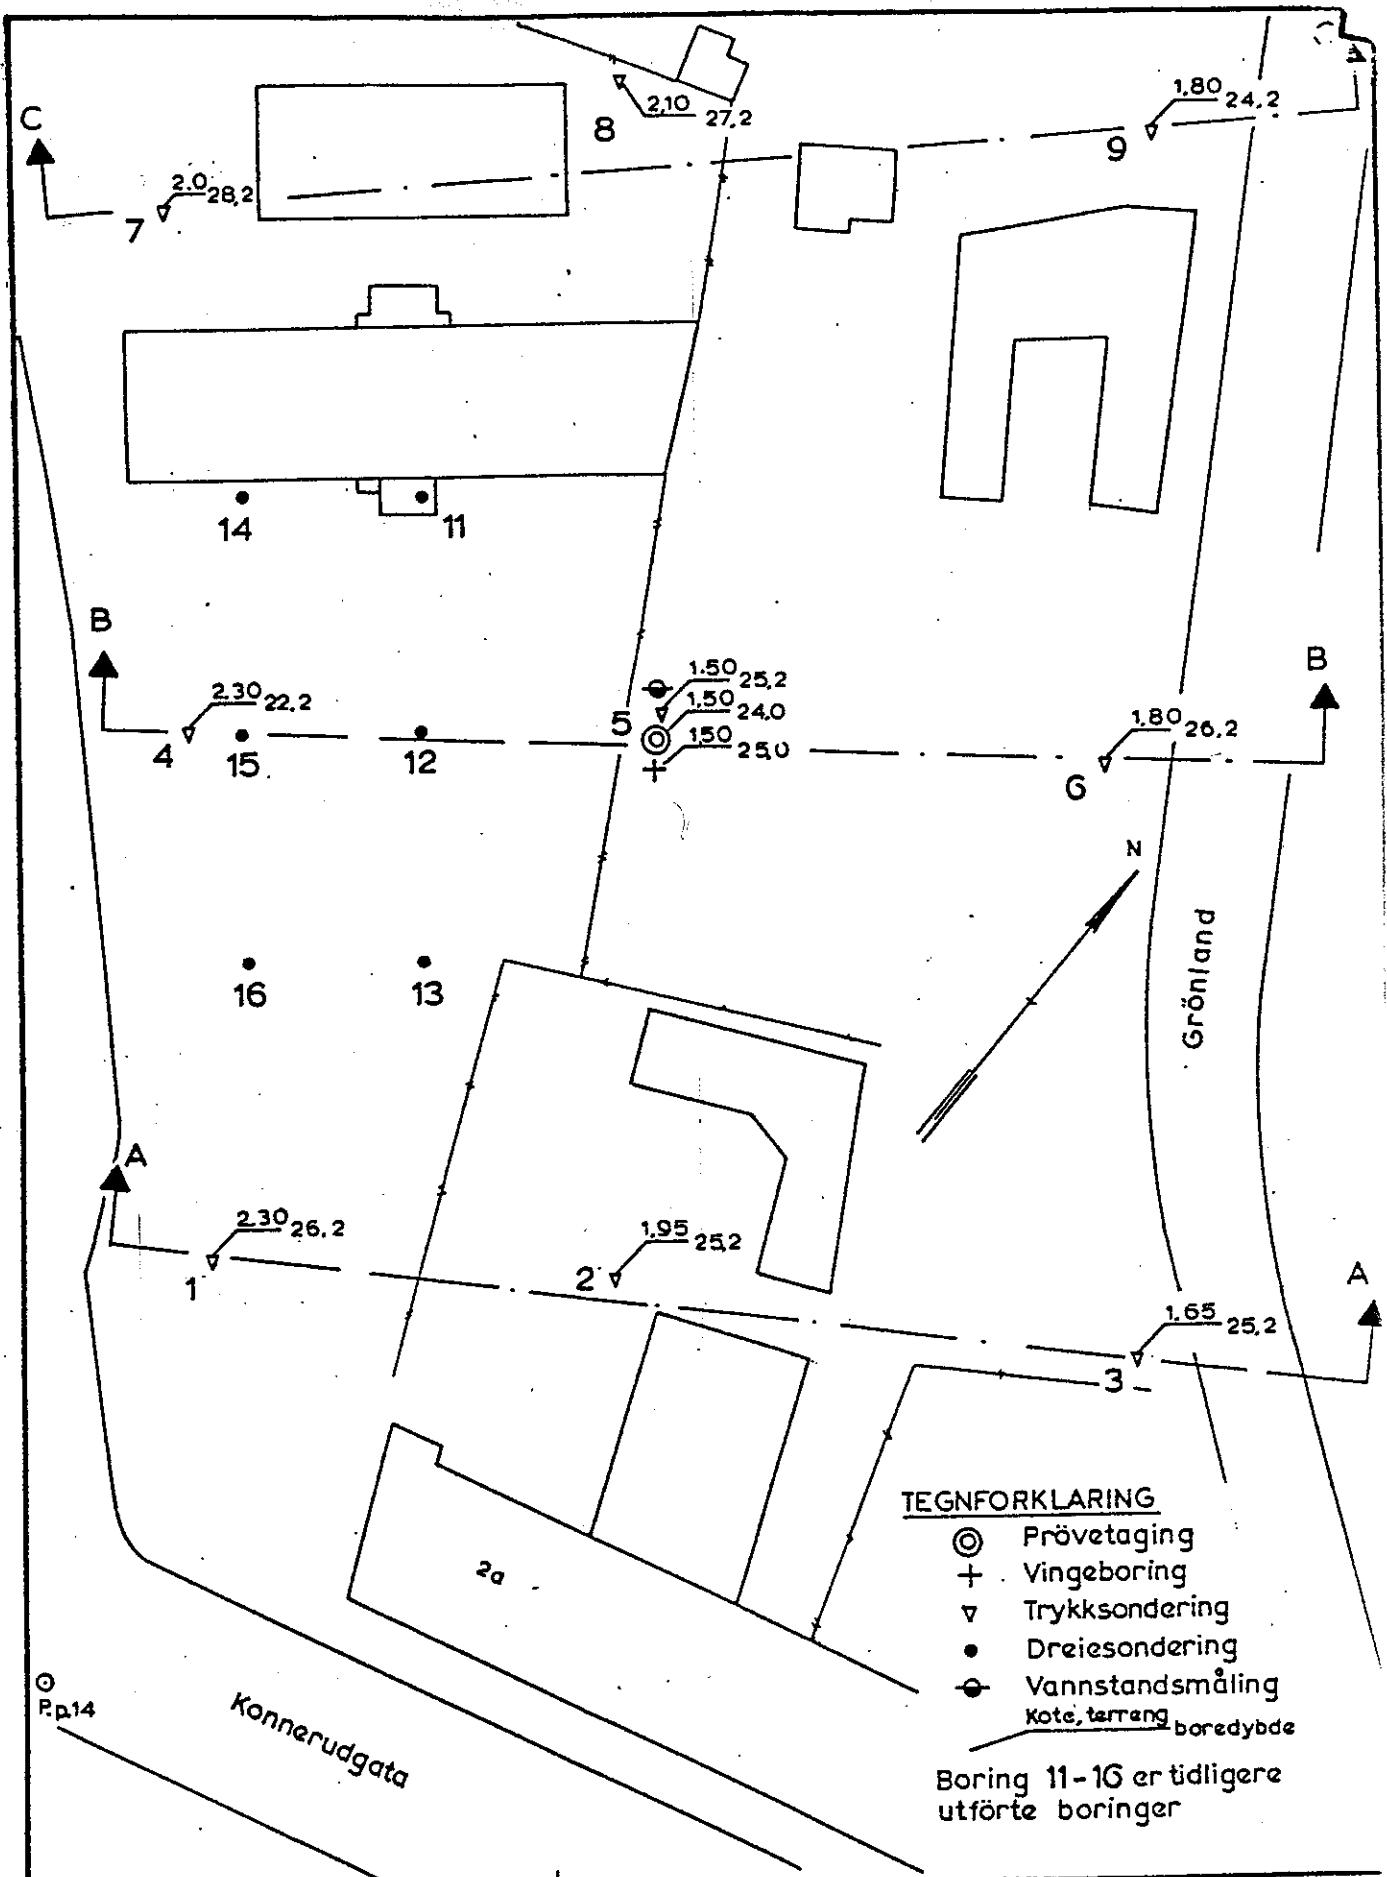 C
8
2,10 27,2
1.80 24,2
9
2.0 28,2
7
14
11
B
B
2.30 22,2
1.50 25,2
1,50 24,0
1,50 25,0
5
1,80 26,2
4
15
12
6
N
Grönland
16
13
A
2.30 26,2
1
1,95 25,2
2
A
1.65 25,2
3
TEGNFORKLARING
Prövetaging
Vingeboring
Trykksondering
Dreiesondering
Vannstandsmåling
Kote, terreng boredybde
Boring 11-16 er tidligere
utförte boringer
2a
P.p.14
Konnerudgata